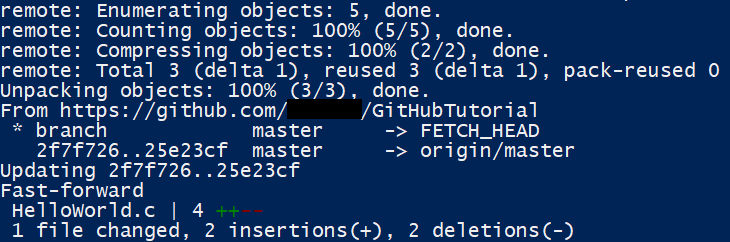 remote: Enumerating objects: 5, done.
remote: Counting objects: 100% (5/5), done.
remote: Compressing objects: 100% (2/2), done.
remote: Total 3 (delta 1), reused 3 (delta 1), pack-reused 0
Unpacking objects: 100% (3/3), done.
From https://github.com/ /GitHubTutorial
 * branch            master     -> FETCH_HEAD
   2f7f726..25e23cf  master     -> origin/master
Updating 2f7f726..25e23cf
Fast-forward
 HelloWorld.c | 4 ++--
 1 file changed, 2 insertions(+), 2 deletions(-)